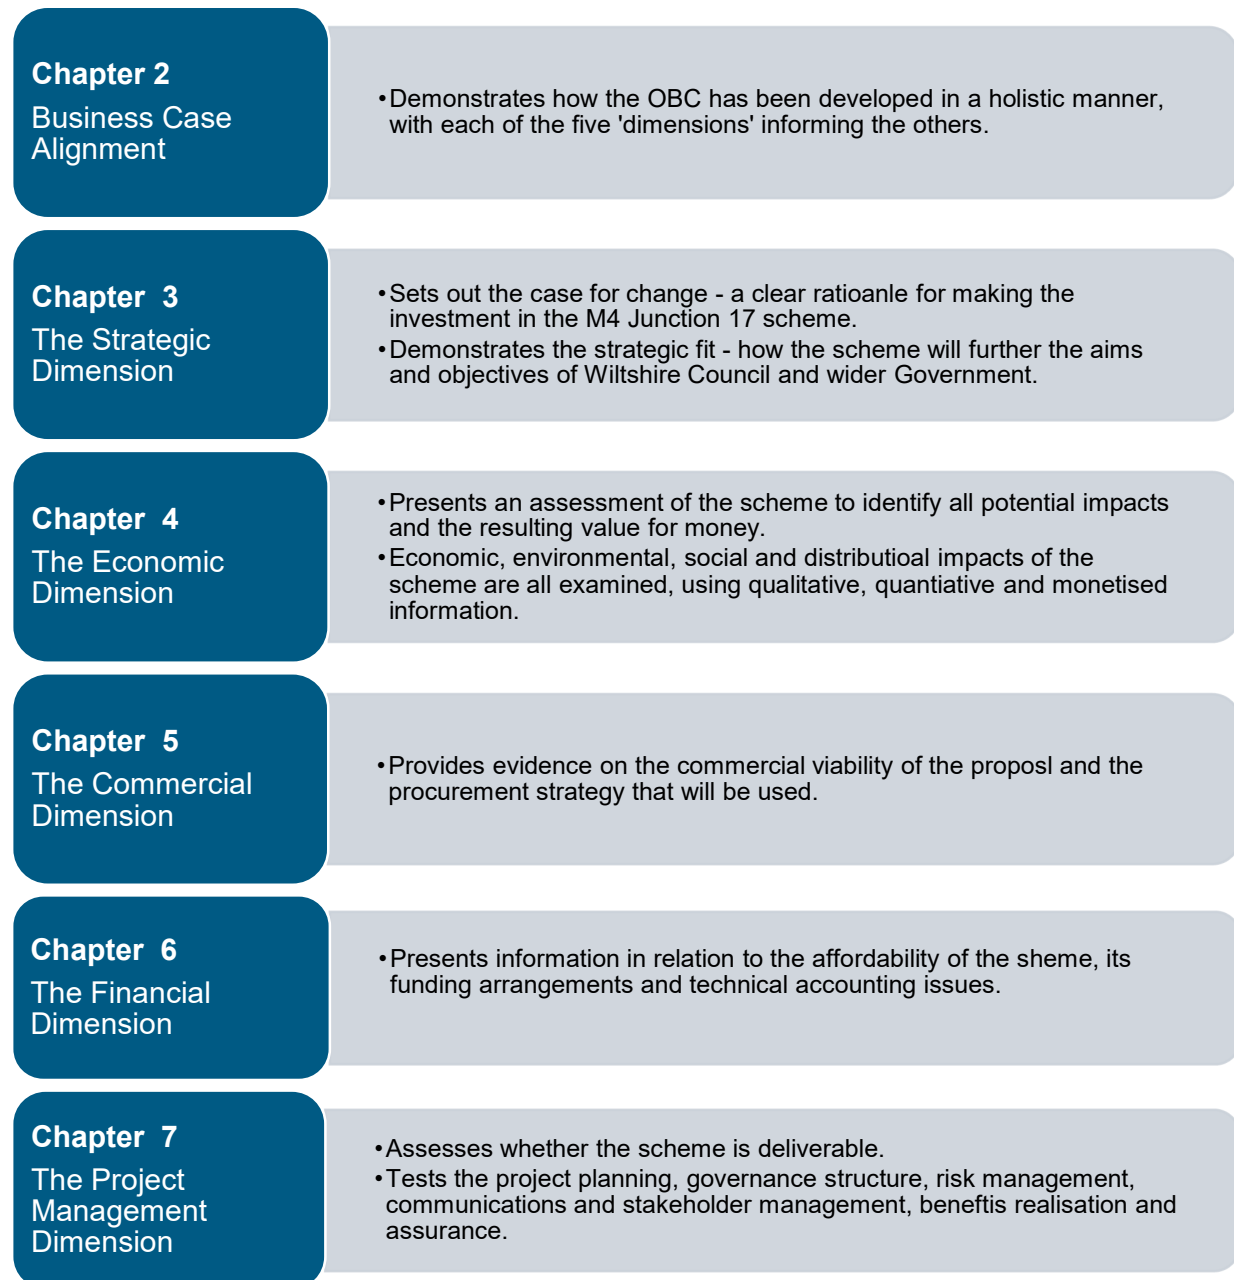 Chapter 2
Business Case
Alignment
•Demonstrates how the OBC has been developed in a holistic manner,
with each of the five 'dimensions' informing the others.
Chapter 3
The Strategic
Dimension
•Sets out the case for change - a clear ratioanle for making the
investment in the M4 Junction 17 scheme.
•Demonstrates the strategic fit - how the scheme will further the aims
and objectives of Wiltshire Council and wider Government.
Chapter 4
The Economic
Dimension
•Presents an assessment of the scheme to identify all potential impacts
and the resulting value for money.
•Economic, environmental, social and distributioal impacts of the
scheme are all examined, using qualitative, quantiative and monetised
information.
Chapter 5
The Commercial
Dimension
•Provides evidence on the commercial viability of the proposl and the
procurement strategy that will be used.
Chapter 6
The Financial
Dimension
•Presents information in relation to the affordability of the sheme, its
funding arrangements and technical accounting issues.
Chapter 7
The Project
Management
Dimension
•Assesses whether the scheme is deliverable.
•Tests the project planning, governance structure, risk management,
communications and stakeholder management, beneftis realisation and
assurance.